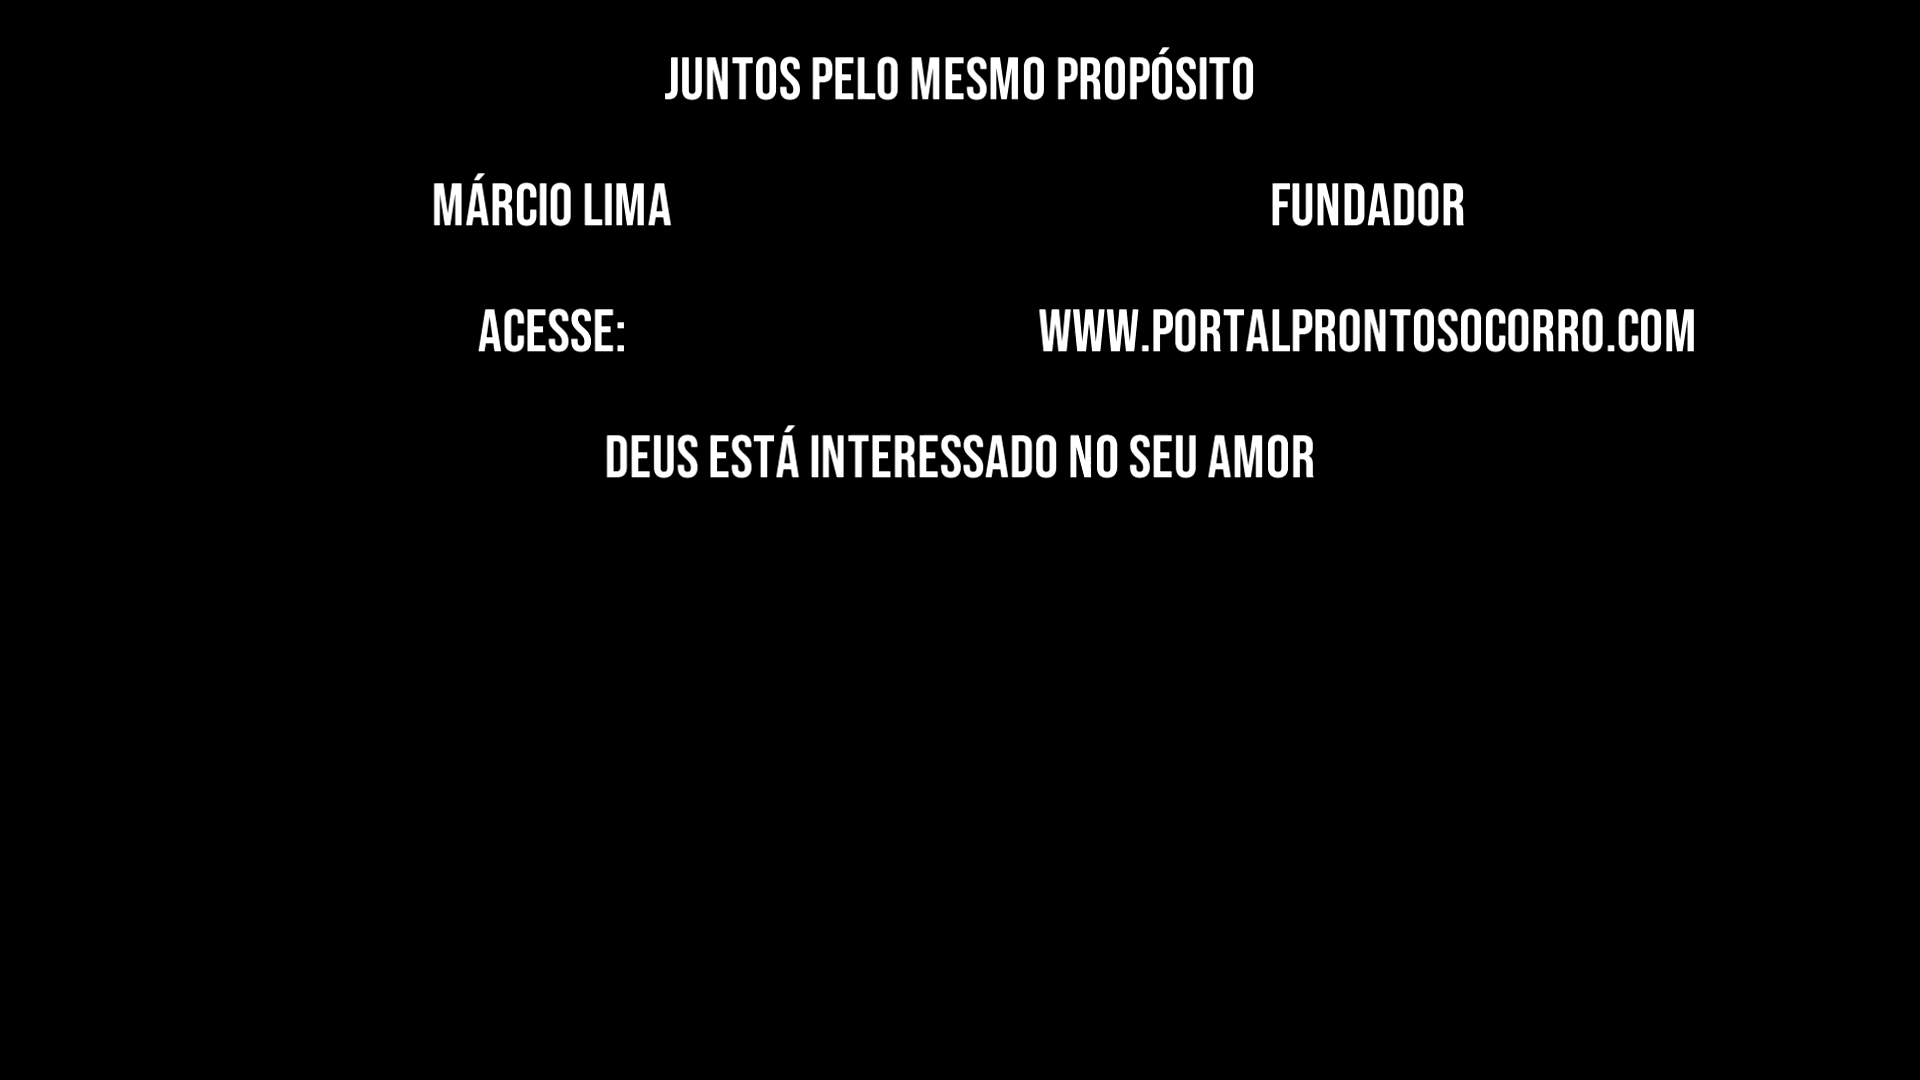 JUNTOS PELO MESMO PROPÓSITO
MÁRCIO LIMA FUNDADOR
ACESSE: WWW.PORTALPRONTOSOCORRO.COM
DEUS ESTÁ INTERESSADO NO SEU AMOR